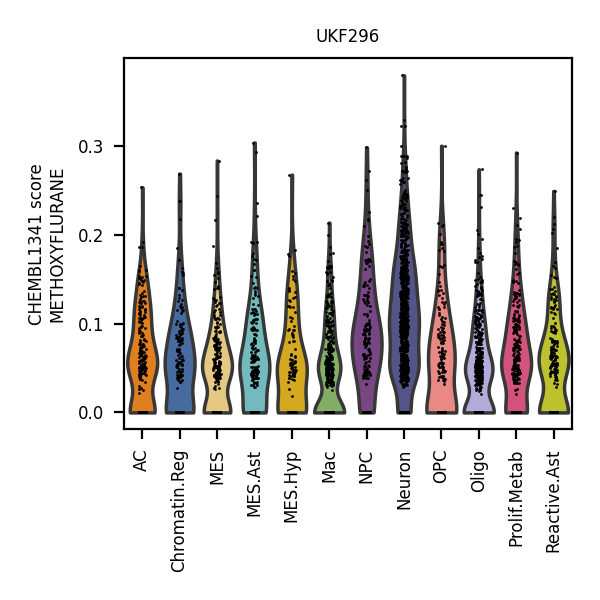 UKF296
CHEMBL1341 score
METHOXYFLURANE
0.3
0.2
0.1
0.0
AC
Chromatin.Reg
MES
MES.Ast
MES.Hyp
Mac
NPC
Neuron
OPC
Oligo
Prolif.Metab
Reactive.Ast